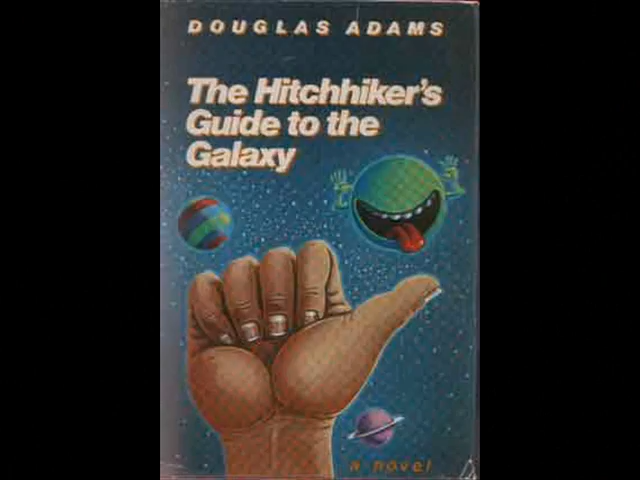 DOUGLAS ADAMS
The Hitchhiker's
Guide to the
Galaxy
a novel